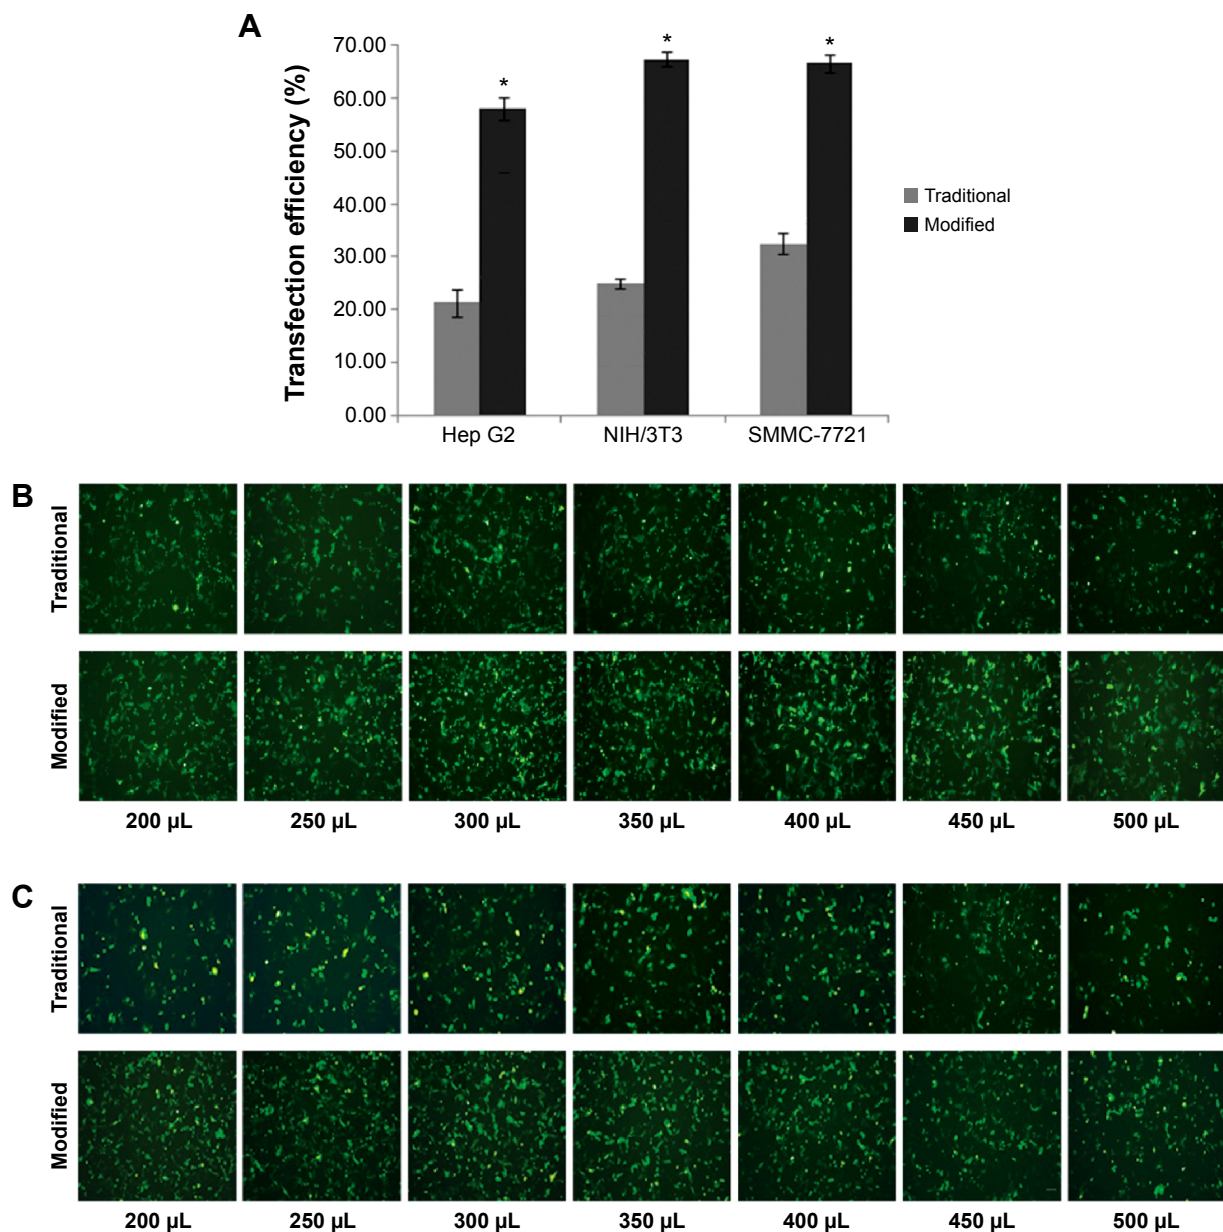 A
Transfection efficiency (%)
70.00
60.00
50.00
40.00
30.00
20.00
10.00
0.00
* * *
Hep G2 NIH/3T3 SMMC-7721
Traditional
Modified
B
Traditional
Modified
200 µL 250 µL 300 µL 350 µL 400 µL 450 µL 500 µL
C
Traditional
Modified
200 µL 250 µL 300 µL 350 µL 400 µL 450 µL 500 µL